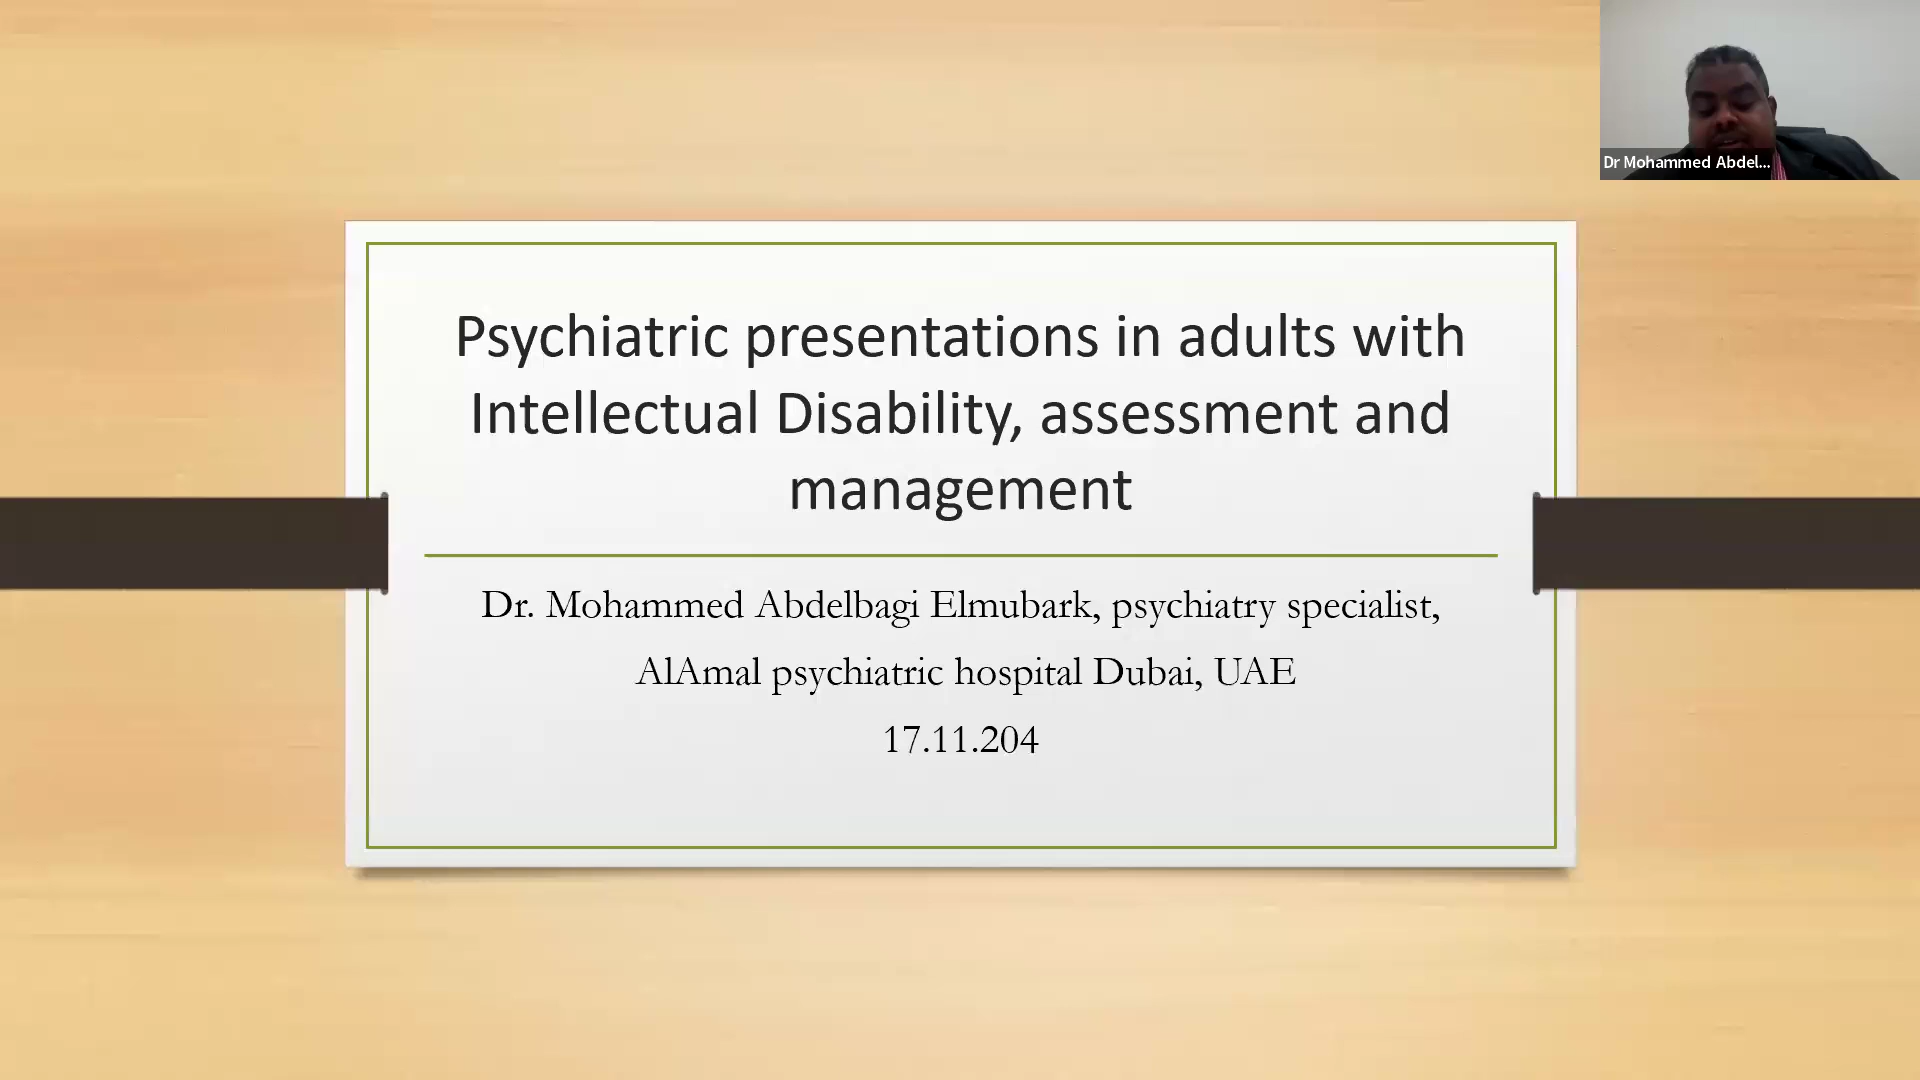 Dr Mohammed Abdel...
Psychiatric presentations in adults with
Intellectual Disability, assessment and
management
Dr. Mohammed Abdelbagi Elmubark, psychiatry specialist,
AlAmal psychiatric hospital Dubai, UAE
17.11.204